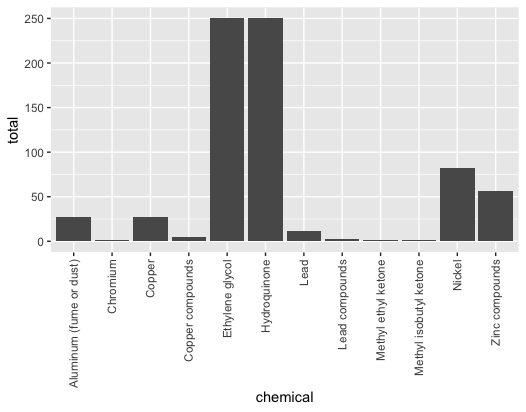 total
250
200
150
100
50
0
Aluminum (fume or dust)
Chromium
Copper
Copper compounds
Ethylene glycol
Hydroquinone
Lead
Lead compounds
Methyl ethyl ketone
Methyl isobutyl ketone
Nickel
Zinc compounds
chemical